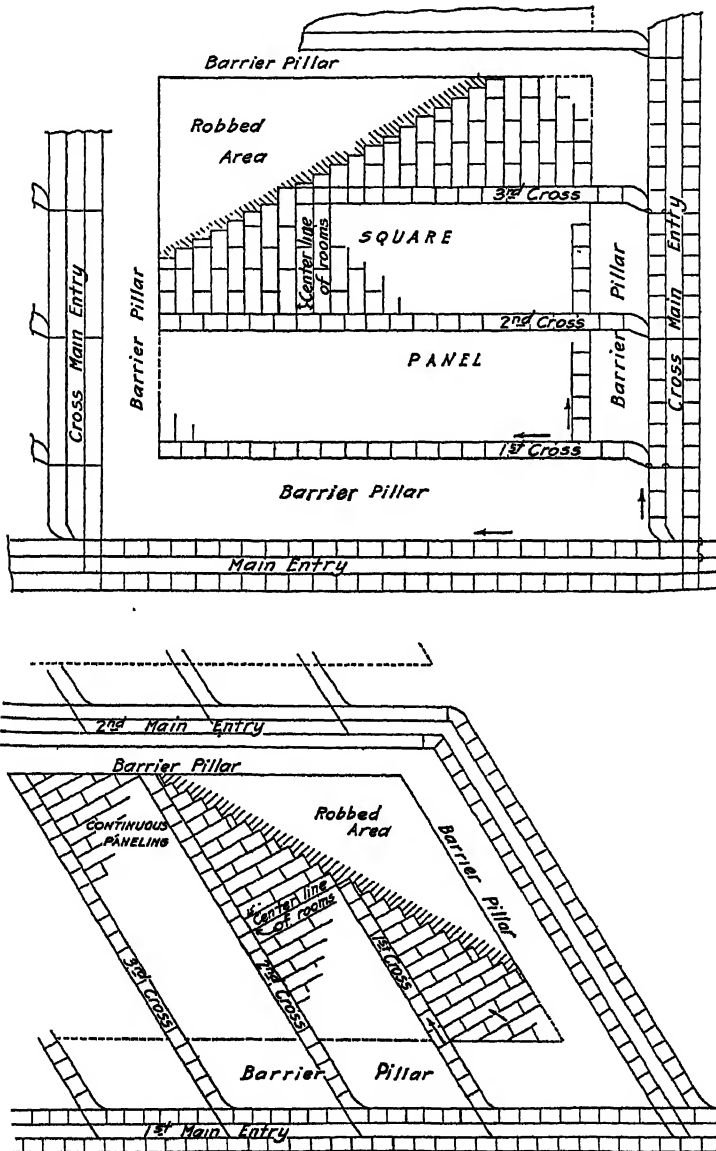 Barrier Pillar
Robbed
Area
3rd Cross
SQUARE
Center line
of rooms
Cross Main Entry
Barrier Pillar
Barrier Pillar
Cross Main Entry
2nd Cross
PANEL
1st Cross
Barrier Pillar
Main Entry
2nd Main Entry
Barrier Pillar
CONTINUOUS
PANELING
Robbed
Area
Barrier Pillar
Center line
of rooms
1st Cross
2nd Cross
3rd Cross
Barrier Pillar
1st Main Entry